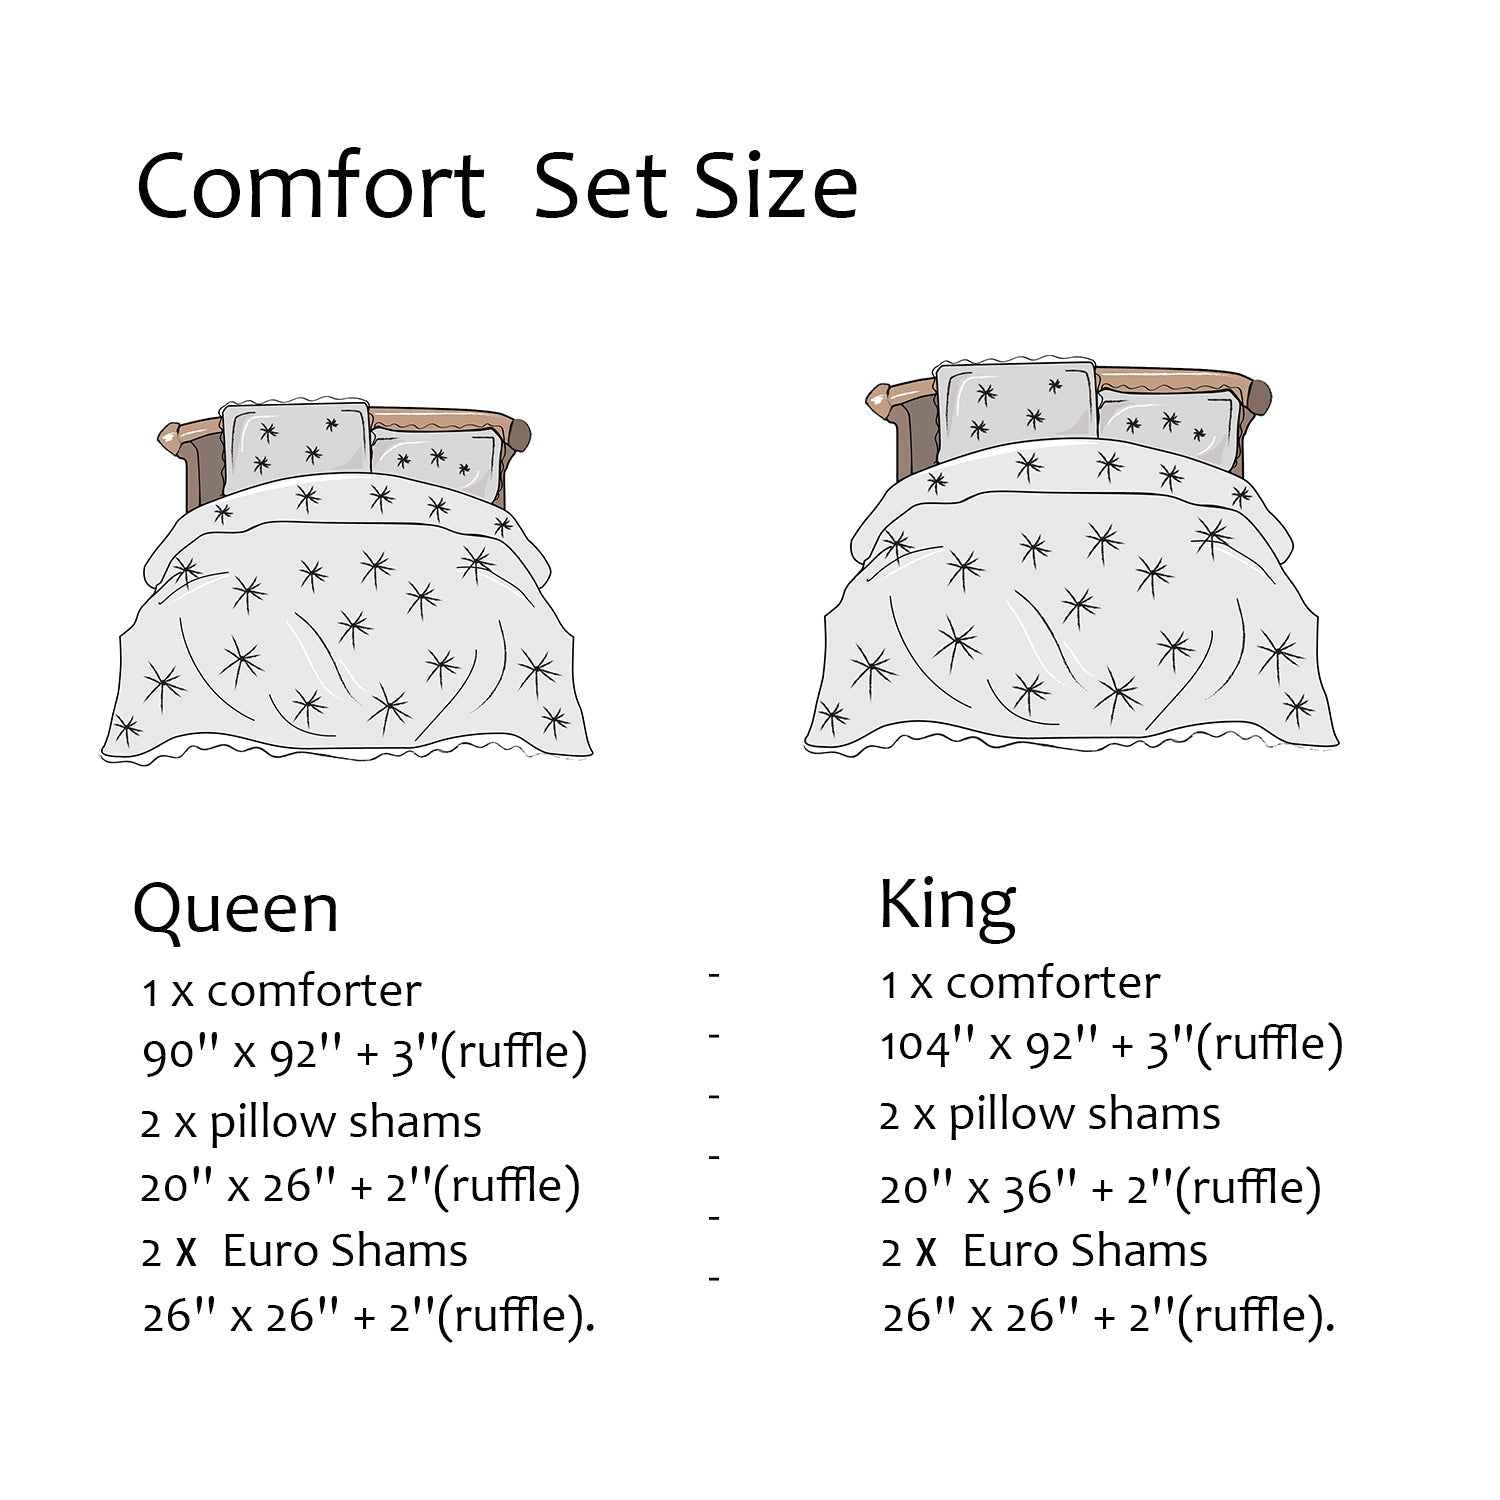 Comfort Set Size
Queen
1 x comforter
90'' x 92'' + 3''(ruffle)
2 x pillow shams
20'' x 26'' + 2''(ruffle)
2 x Euro Shams
26'' x 26'' + 2''(ruffle).
-
-
-
-
-
-
King
1 x comforter
104'' x 92'' + 3''(ruffle)
2 x pillow shams
20'' x 36'' + 2''(ruffle)
2 x Euro Shams
26'' x 26'' + 2''(ruffle).